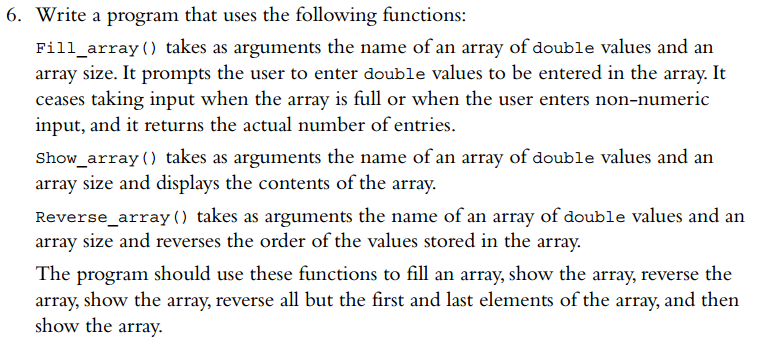 6. Write a program that uses the following functions:
Fill_array() takes as arguments the name of an array of double values and an
array size. It prompts the user to enter double values to be entered in the array. It
ceases taking input when the array is full or when the user enters non-numeric
input, and it returns the actual number of entries.
Show_array() takes as arguments the name of an array of double values and an
array size and displays the contents of the array.
Reverse_array() takes as arguments the name of an array of double values and an
array size and reverses the order of the values stored in the array.
The program should use these functions to fill an array, show the array, reverse the
array, show the array, reverse all but the first and last elements of the array, and then
show the array.